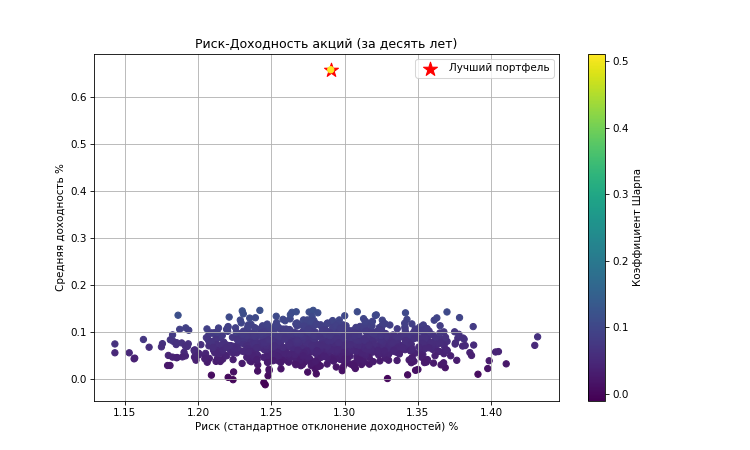 Риск-Доходность акций (за десять лет)
Лучший портфель
Средняя доходность %
0.6
0.5
0.4
0.3
0.2
0.1
0.0
1.15 1.20 1.25 1.30 1.35 1.40
Риск (стандартное отклонение доходностей) %
0.5
0.4
0.3
0.2
0.1
0.0
Коэффициент Шарпа